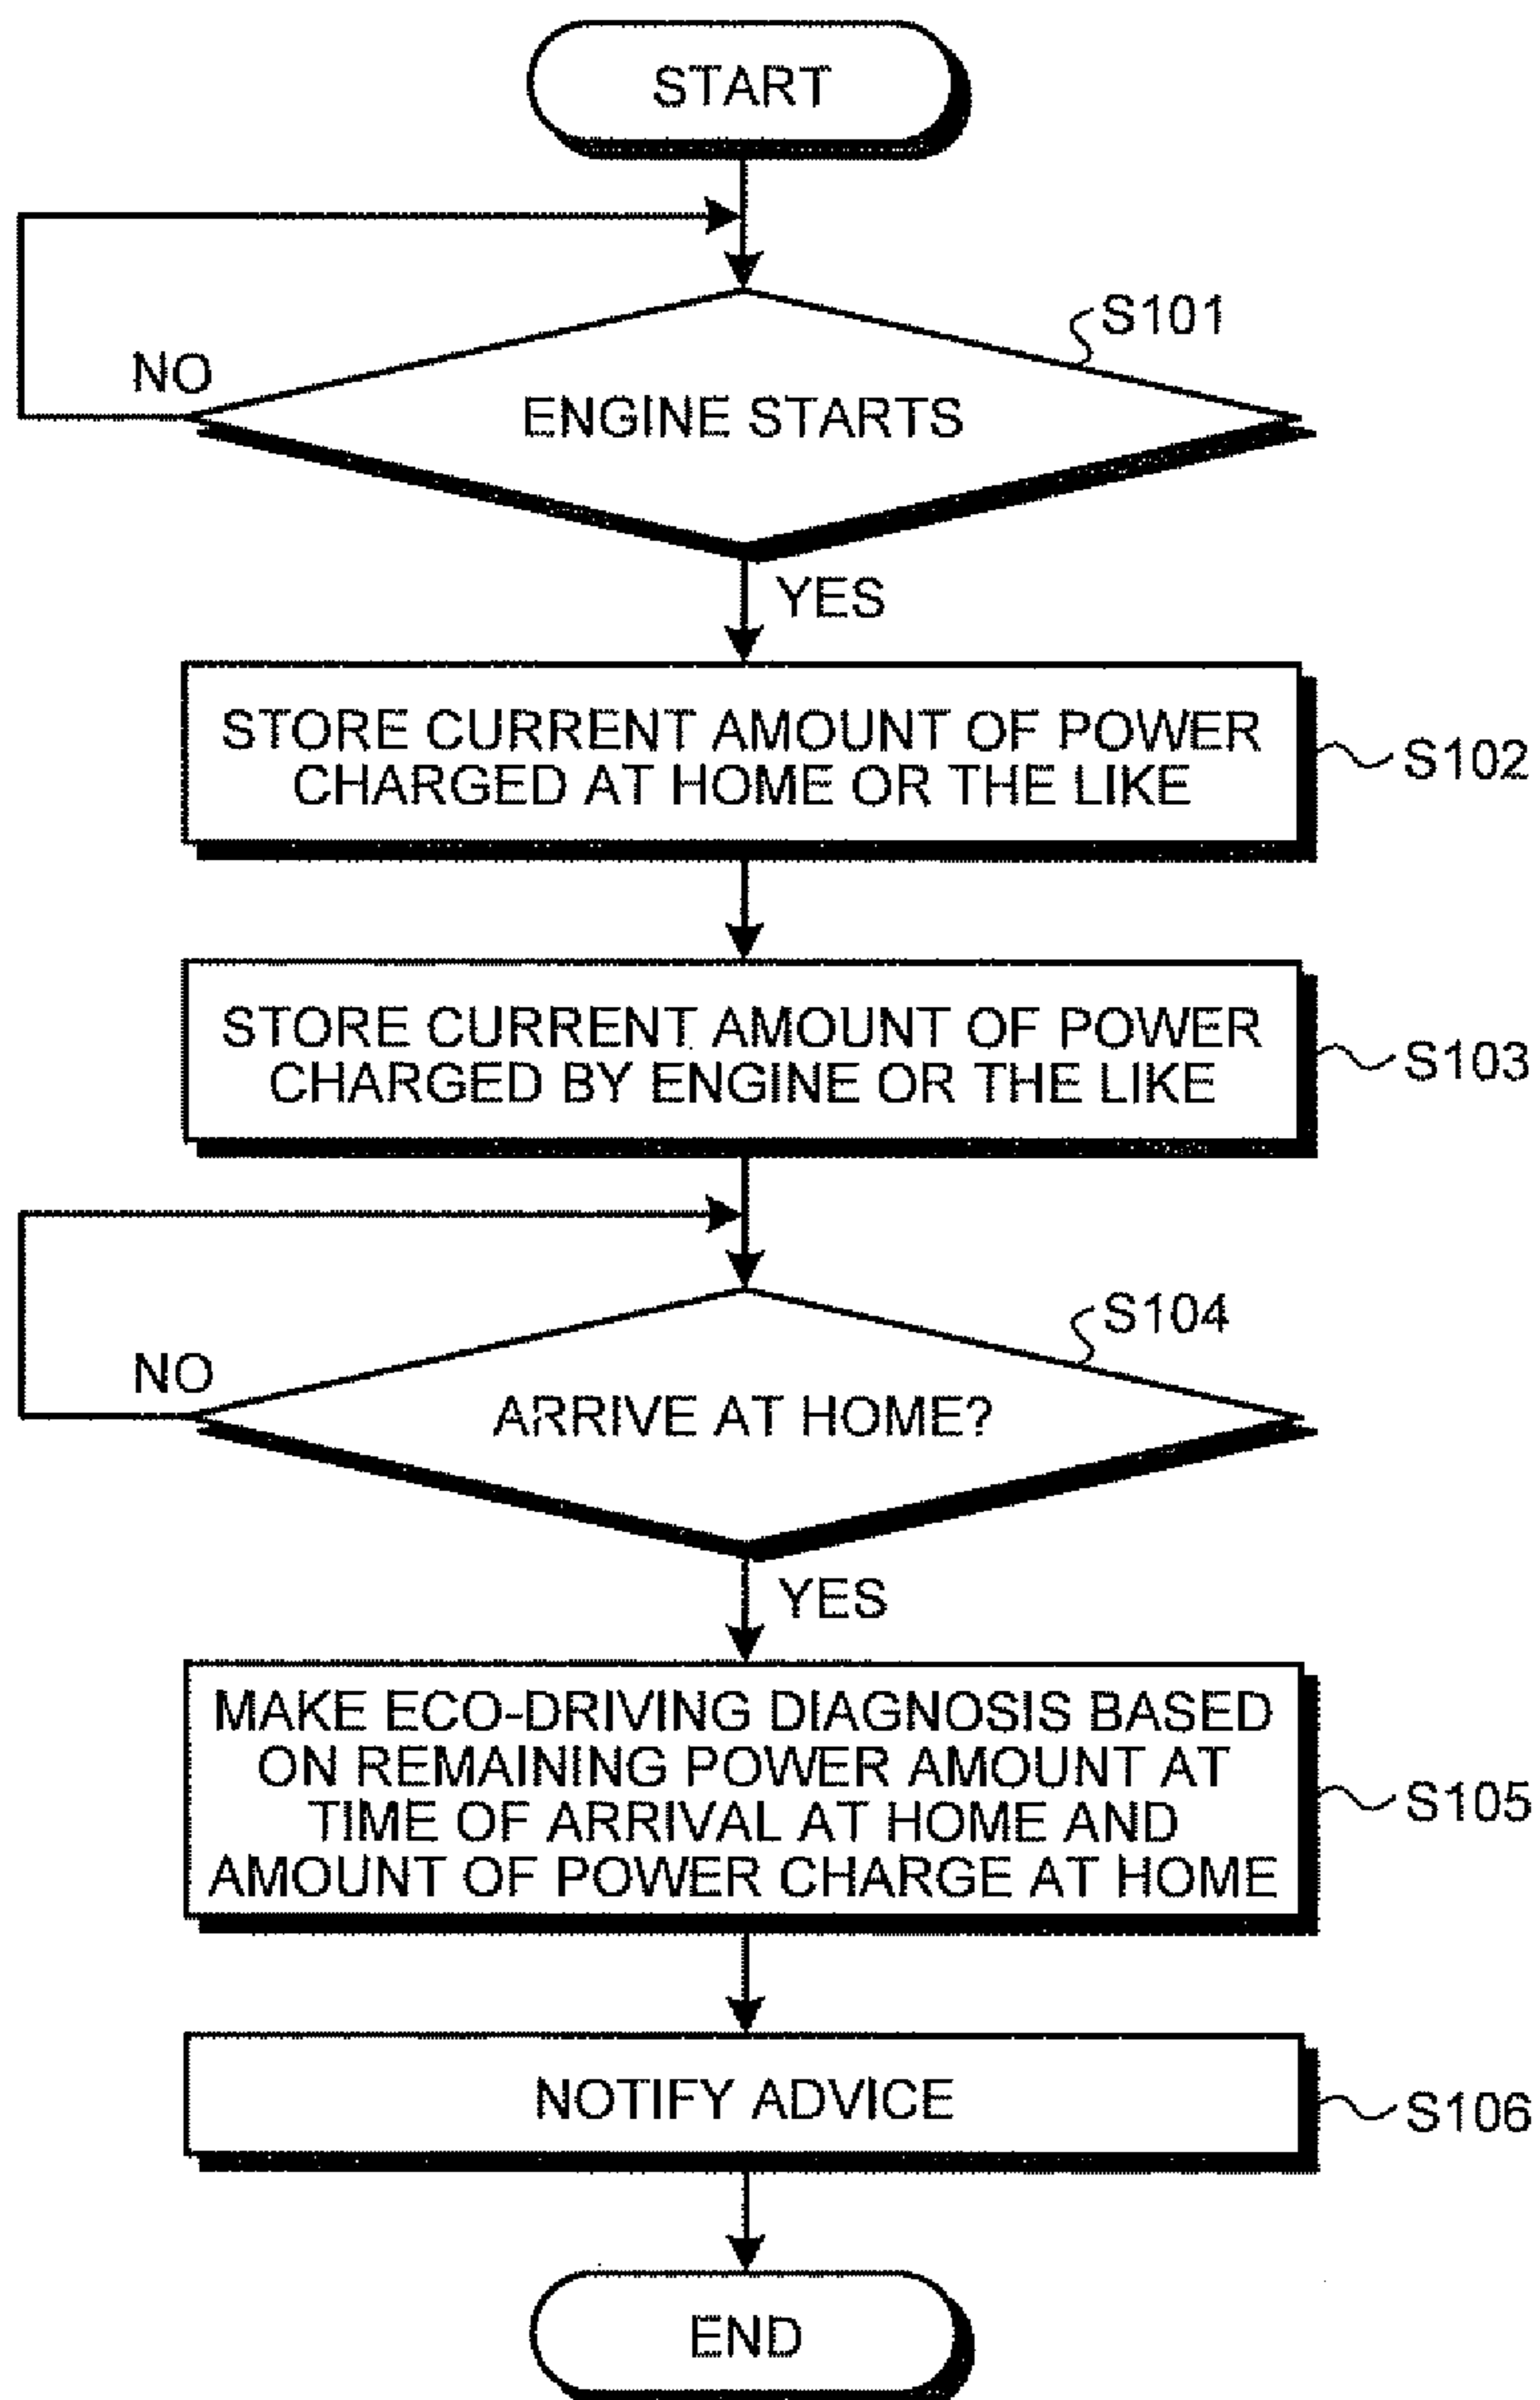 START
S101
NO
ENGINE STARTS
YES
STORE CURRENT AMOUNT OF POWER
CHARGED AT HOME OR THE LIKE
S102
STORE CURRENT AMOUNT OF POWER
CHARGED BY ENGINE OR THE LIKE
S103
S104
NO
ARRIVE AT HOME?
YES
MAKE ECO-DRIVING DIAGNOSIS BASED
ON REMAINING POWER AMOUNT AT
TIME OF ARRIVAL AT HOME AND
AMOUNT OF POWER CHARGE AT HOME
S105
NOTIFY ADVICE
S106
END